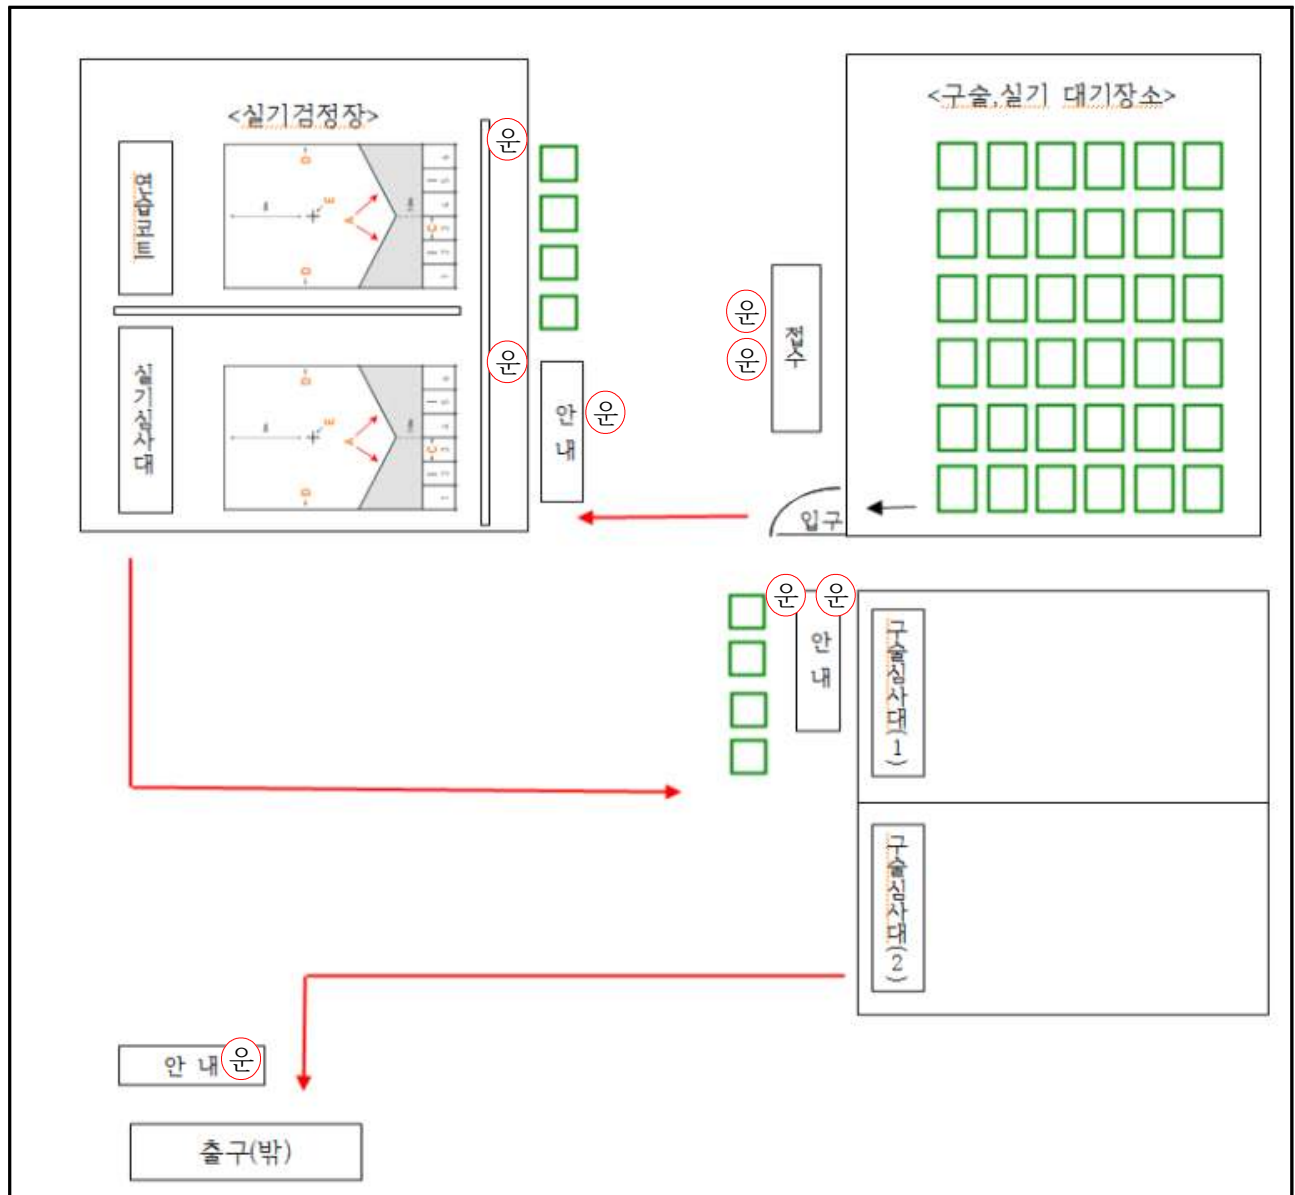 <실기검정장>
연습코트
D
E
A
C
D
운
실기심사대
D
E
A
C
D
운
안
내
운
<구술,실기 대기장소>
운
운
접수
입구
운
운
안
내
구술심사대(1)
구술심사대(2)
안 내
운
출구(밖)